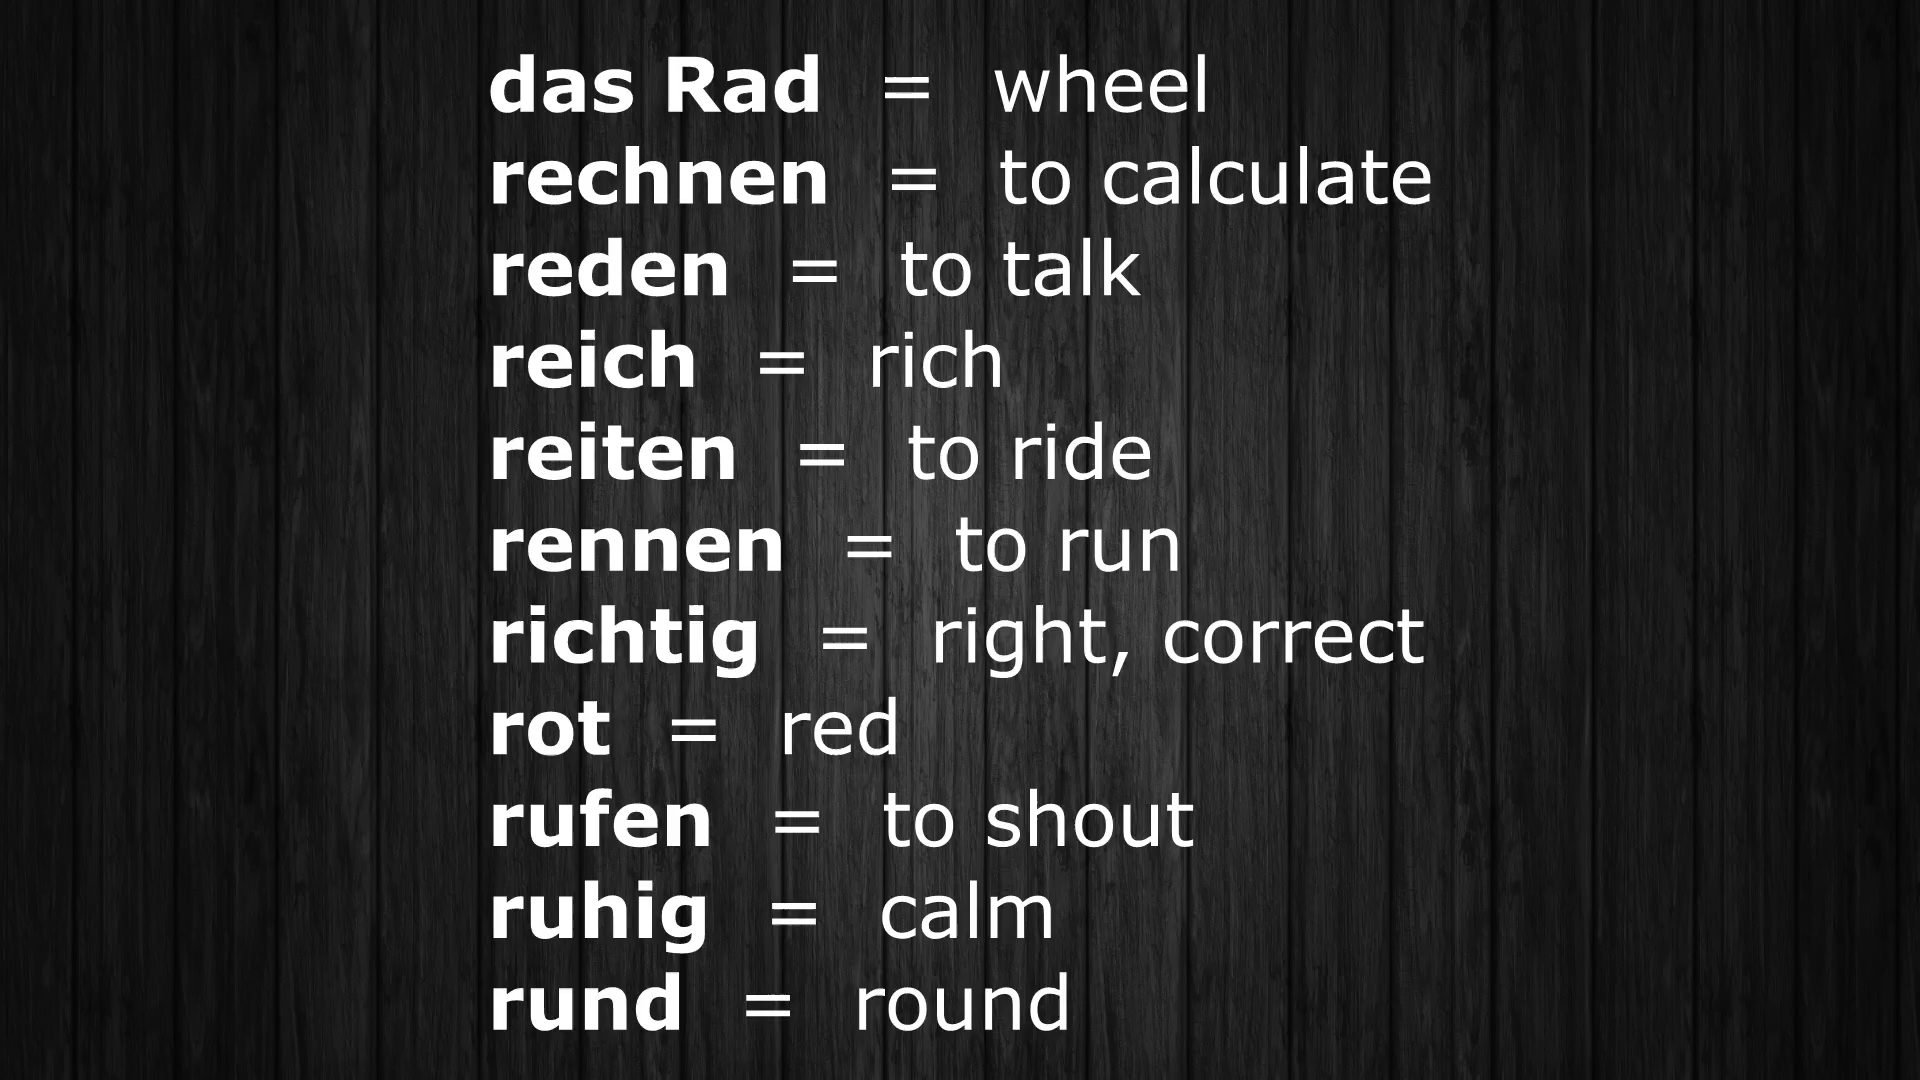 das Rad = wheel
rechnen = to calculate
reden = to talk
reich = rich
reiten = to ride
rennen = to run
richtig = right, correct
rot = red
rufen = to shout
ruhig = calm
rund = round